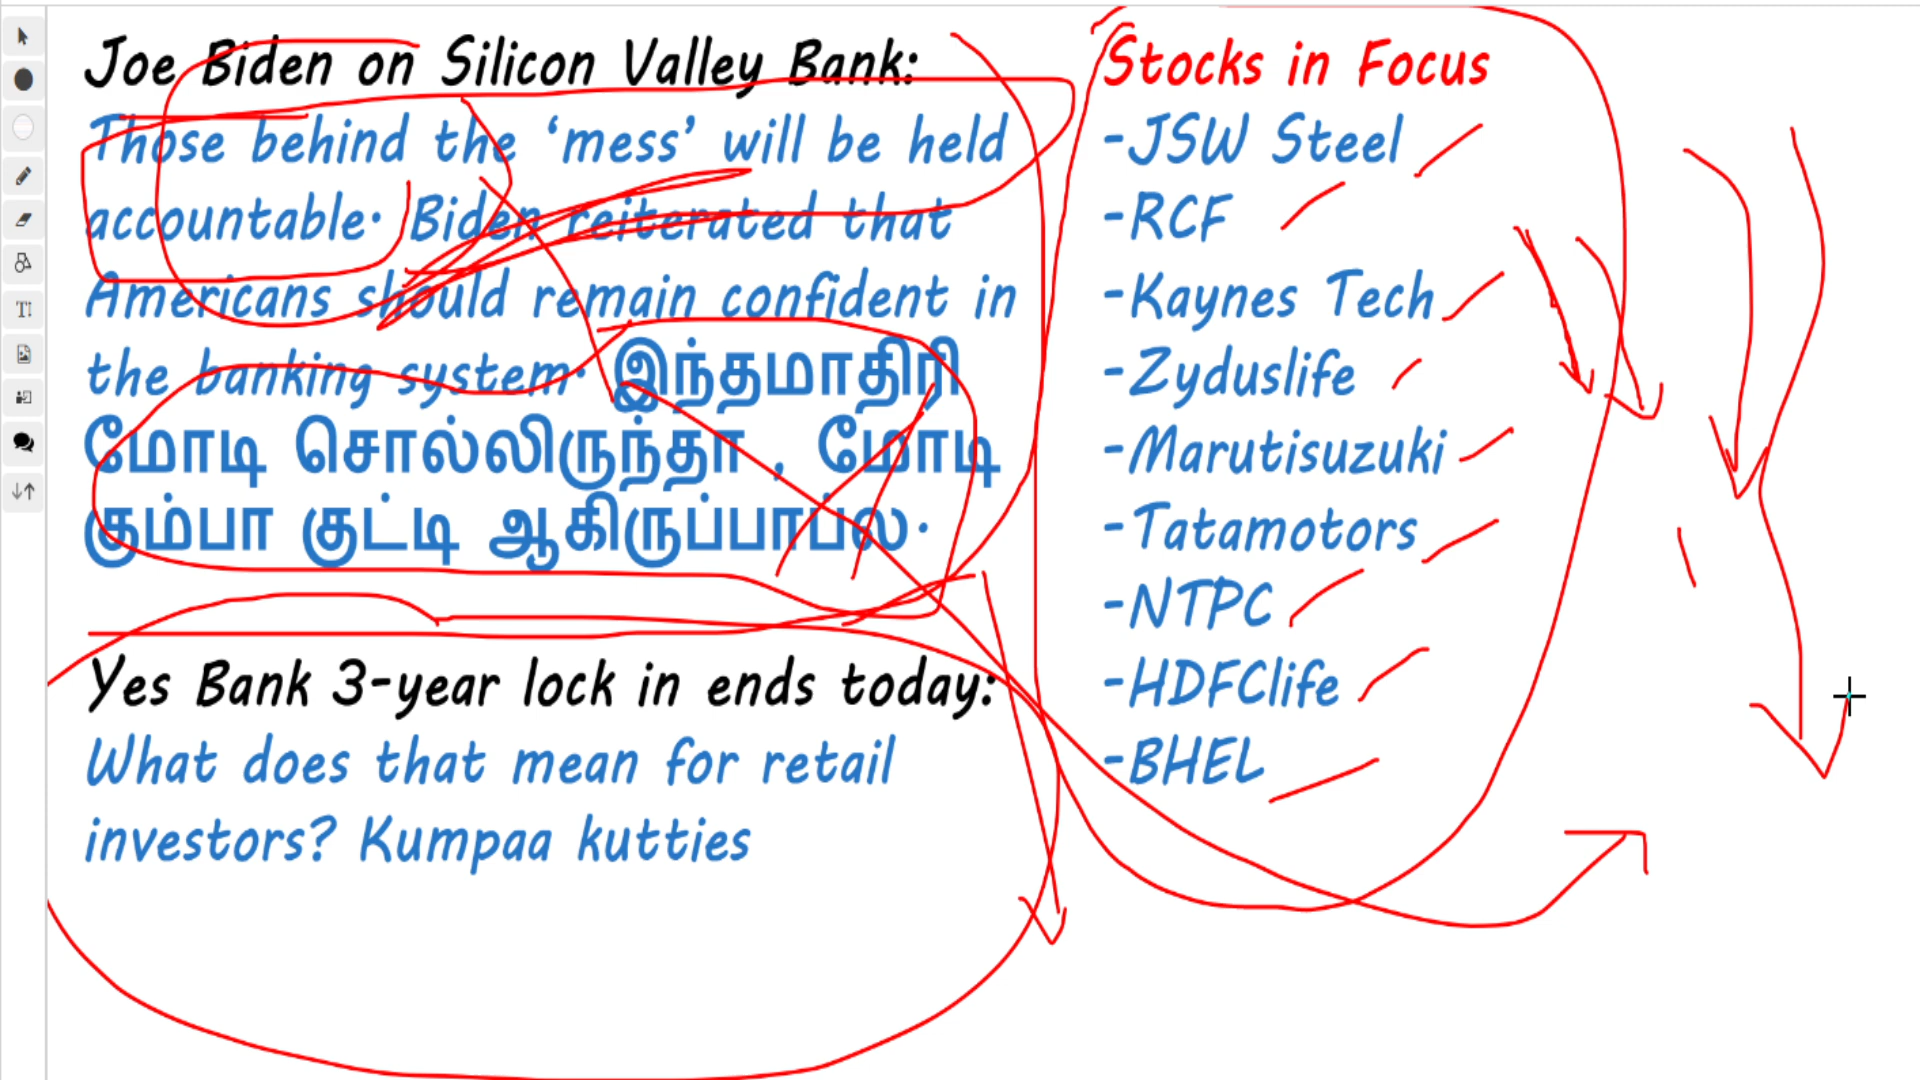 Joe Biden on Silicon Valley Bank:
Those behind the ‘mess’ will be held
accountable. Biden reiterated that
Americans should remain confident in
the banking system. இந்தமாதிரி
மோடி சொல்லிருந்தா , மோடி
கும்பா குட்டி ஆகிருப்பாப்ல.
Yes Bank 3-year lock in ends today:
What does that mean for retail
investors? Kumpaa kutties
Stocks in Focus
-JSW Steel
-RCF
-Kaynes Tech
-Zyduslife
-Marutisuzuki
-Tatamotors
-NTPC
-HDFClife
-BHEL